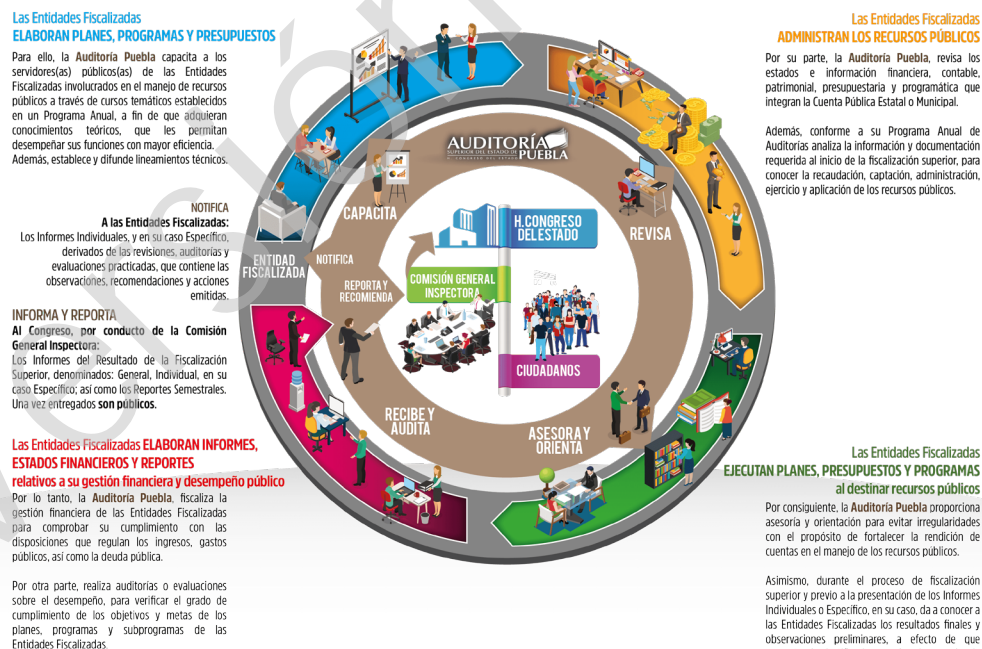 Las Entidades Fiscalizadas
ELABORAN PLANES, PROGRAMAS Y PRESUPUESTOS
Para ello, la Auditoría Puebla capacita a los
servidores(as) públicos(as) de las Entidades
Fiscalizadas involucrados en el manejo de recursos
públicos a través de cursos temáticos establecidos
en un Programa Anual, a fin de que adquieran
conocimientos teóricos, que les permitan
desempeñar sus funciones con mayor eficiencia.
Además, establece y difunde lineamientos técnicos.
NOTIFICA
A las Entidades Fiscalizadas:
Los Informes Individuales, y en su caso Específico,
derivados de las revisiones, auditorías y
evaluaciones practicadas, que contiene las
observaciones, recomendaciones y acciones
emitidas.
INFORMA Y REPORTA
Al Congreso, por conducto de la Comisión
General Inspectora:
Los Informes del Resultado de la Fiscalización
Superior, denominados: General, Individual, en su
caso Específico; así como los Reportes Semestrales.
Una vez entregados son públicos.
Las Entidades Fiscalizadas ELABORAN INFORMES,
ESTADOS FINANCIEROS Y REPORTES
relativos a su gestión financiera y desempeño público
Por lo tanto, la Auditoría Puebla, fiscaliza la
gestión financiera de las Entidades Fiscalizadas
para comprobar su cumplimiento con las
disposiciones que regulan los ingresos, gastos
públicos, así como la deuda pública.
Por otra parte, realiza auditorías o evaluaciones
sobre el desempeño, para verificar el grado de
cumplimiento de los objetivos y metas de los
planes, programas y subprogramas de las
Entidades Fiscalizadas.
AUDITORÍA
SUPERIOR DEL ESTADO DE
PUEBLA
H. CONGRESO DEL ESTADO
CAPACITA
REVISA
H. CONGRESO
DEL ESTADO
ENTIDAD
FISCALIZADA
NOTIFICA
REPORTA Y
RECOMIENDA
COMISIÓN GENERAL
INSPECTORA
CIUDADANOS
RECIBE Y
AUDITA
ASESORA Y
ORIENTA
Las Entidades Fiscalizadas
ADMINISTRAN LOS RECURSOS PÚBLICOS
Por su parte, la Auditoría Puebla, revisa los
estados e información financiera, contable,
patrimonial, presupuestaria y programática que
integran la Cuenta Pública Estatal o Municipal.
Además, conforme a su Programa Anual de
Auditorías analiza la información y documentación
requerida al inicio de la fiscalización superior, para
conocer la recaudación, captación, administración,
ejercicio y aplicación de los recursos públicos.
Las Entidades Fiscalizadas
EJECUTAN PLANES, PRESUPUESTOS Y PROGRAMAS
al destinar recursos públicos
Por consiguiente, la Auditoría Puebla proporciona
asesoría y orientación para evitar irregularidades
con el propósito de fortalecer la rendición de
cuentas en el manejo de los recursos públicos.
Asimismo, durante el proceso de fiscalización
superior y previo a la presentación de los Informes
Individuales o Específico, en su caso, da a conocer a
las Entidades Fiscalizadas los resultados finales y
observaciones preliminares, a efecto de que